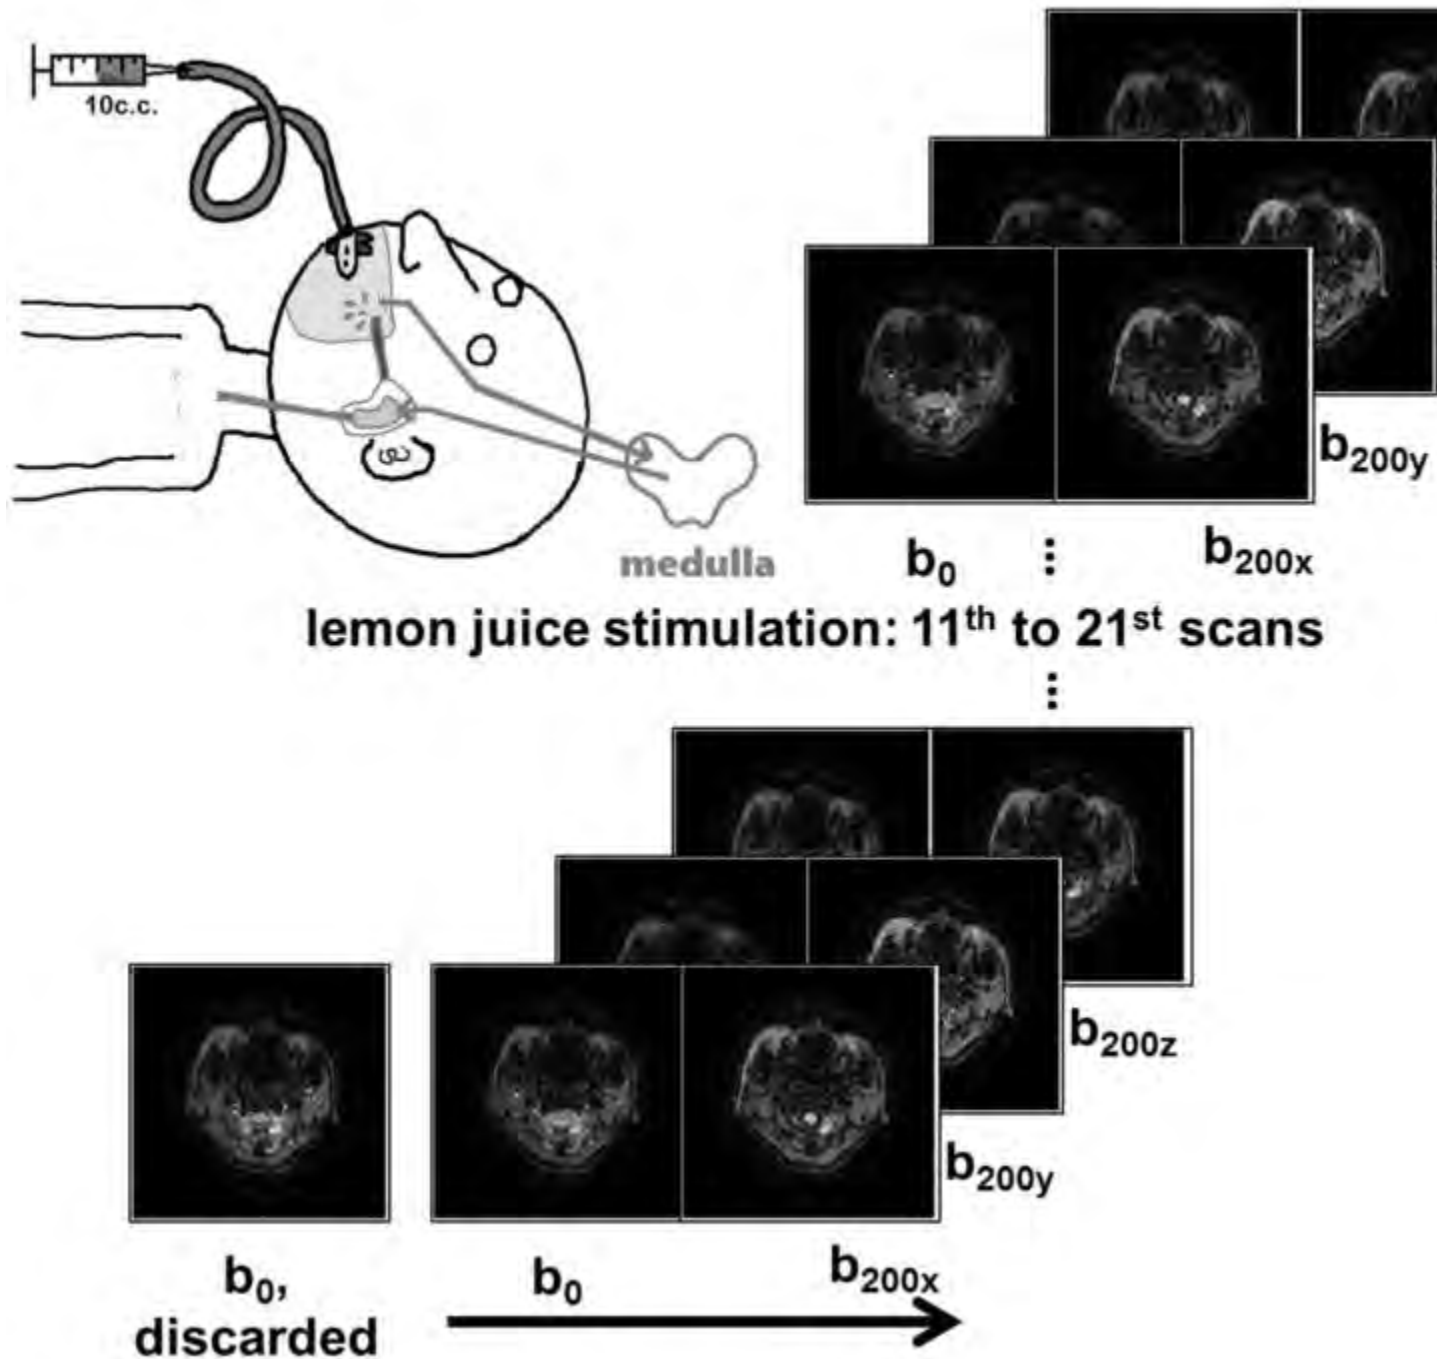 10c.c.
medulla
b200y
b0
b200x
lemon juice stimulation: 11th to 21st scans
b200z
b200y
b0,
discarded
b0
b200x